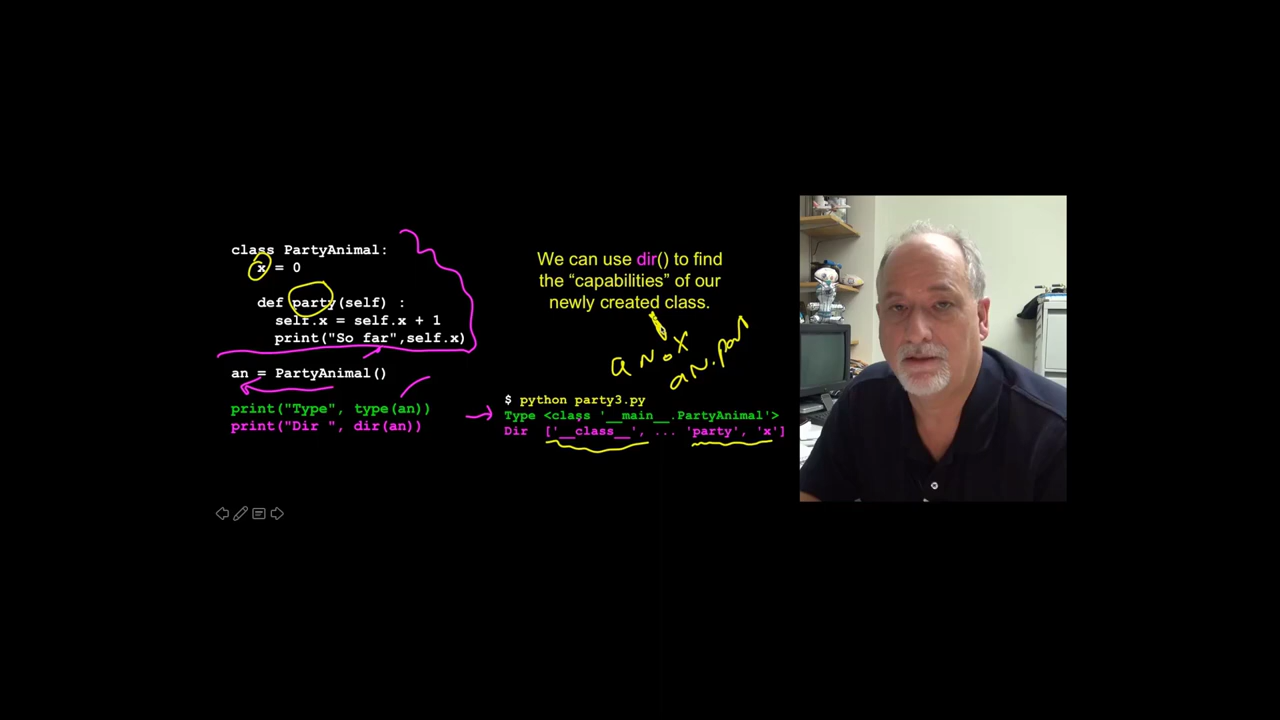 class PartyAnimal:
x = 0
def party(self) :
self.x = self.x + 1
print("So far",self.x)
an = PartyAnimal()
print("Type", type(an))
print("Dir ", dir(an))
We can use dir() to find
the “capabilities” of our
newly created class.
an.x
an.part
$ python party3.py
Type <class '__main__.PartyAnimal'>
Dir  ['__class__', ... 'party', 'x']